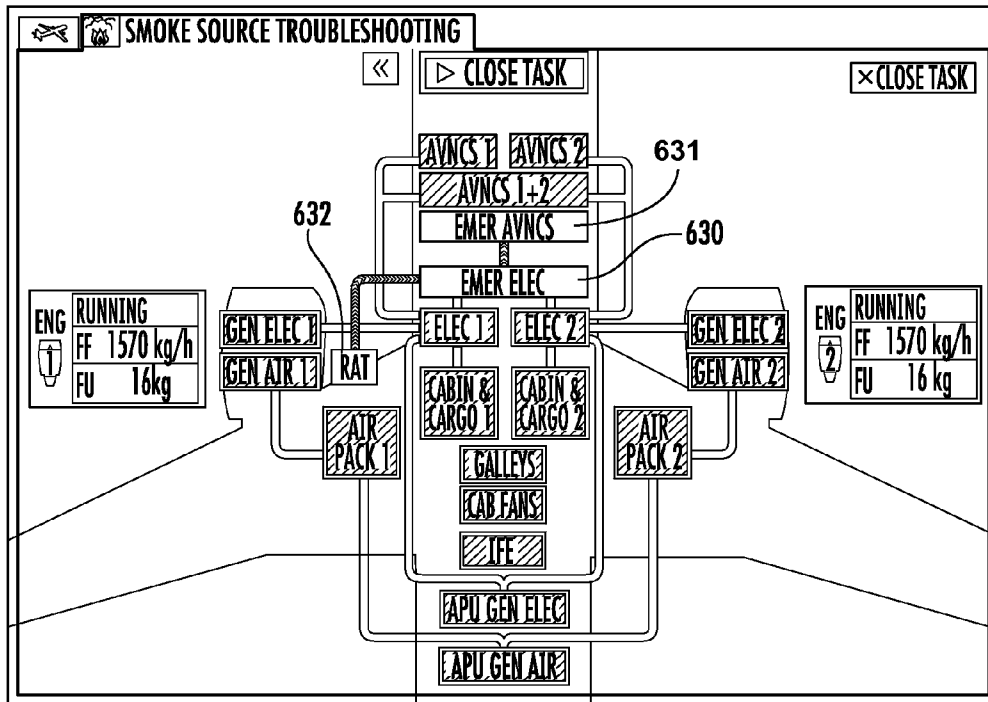 SMOKE SOURCE TROUBLESHOOTING
« ▷ CLOSE TASK
×CLOSE TASK
AVNCS 1 AVNCS 2
AVNCS 1+2
631
EMER AVNCS
632
630
EMER ELEC
ENG
1
RUNNING
FF 1570 kg/h
FU 16kg
GEN ELEC 1
GEN AIR 1
RAT
ELEC 1 ELEC 2
GEN ELEC 2
GEN AIR 2
ENG
2
RUNNING
FF 1570 kg/h
FU 16 kg
CABIN &
CARGO 1
CABIN &
CARGO 2
AIR
PACK 1
AIR
PACK 2
GALLEYS
CAB FANS
IFE
APU GEN ELEC
APU GEN AIR